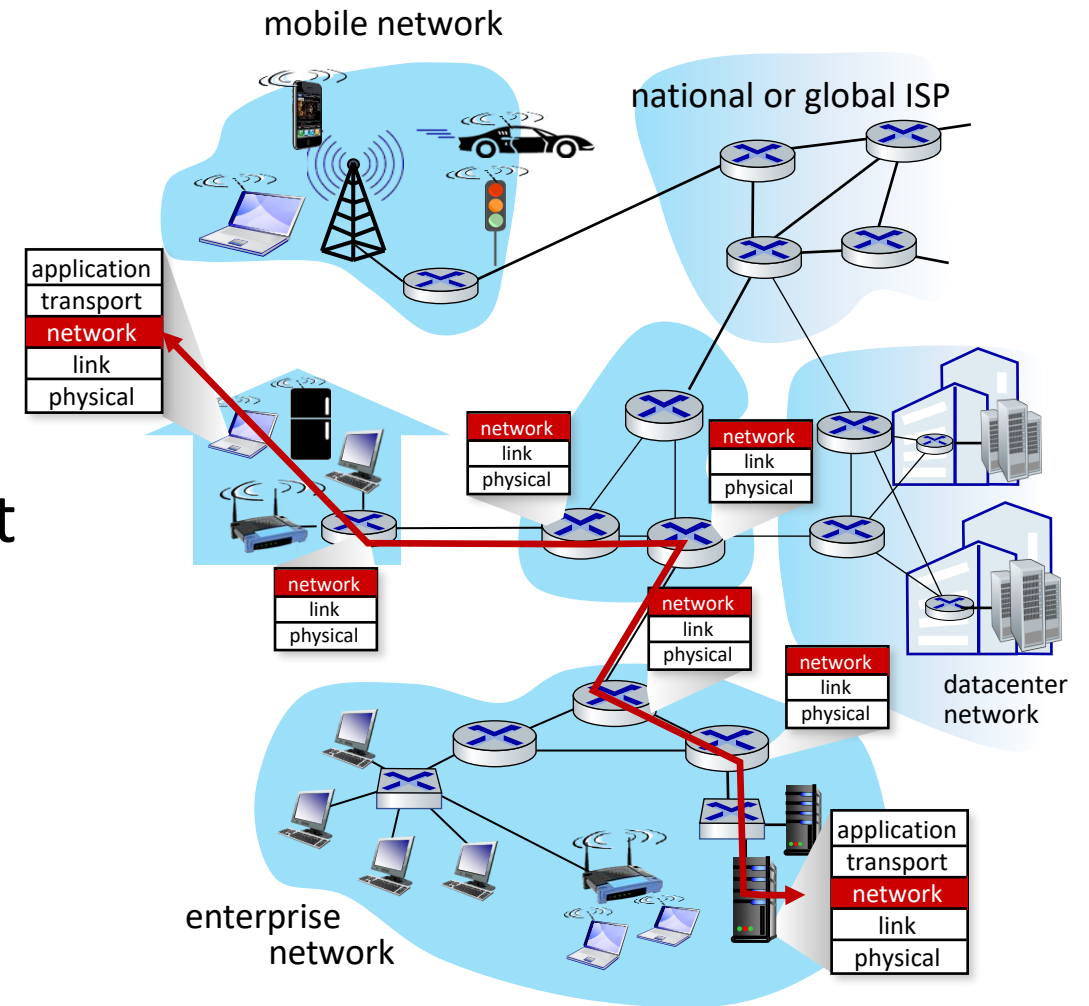 mobile network
national or global ISP
application
transport
network
link
physical
network
link
physical
network
link
physical
t
network
link
physical
network
link
physical
network
link
physical
datacenter
network
application
transport
network
link
physical
enterprise
network